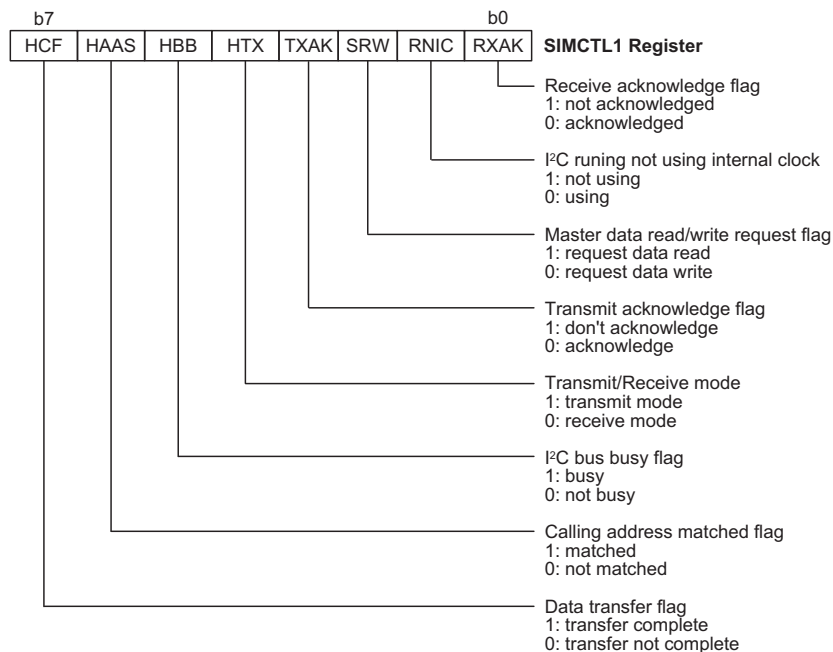 b7 b0
HCF HAAS HBB HTX TXAK SRW RNIC RXAK SIMCTL1 Register
Receive acknowledge flag
1: not acknowledged
0: acknowledged
I²C runing not using internal clock
1: not using
0: using
Master data read/write request flag
1: request data read
0: request data write
Transmit acknowledge flag
1: don't acknowledge
0: acknowledge
Transmit/Receive mode
1: transmit mode
0: receive mode
I²C bus busy flag
1: busy
0: not busy
Calling address matched flag
1: matched
0: not matched
Data transfer flag
1: transfer complete
0: transfer not complete